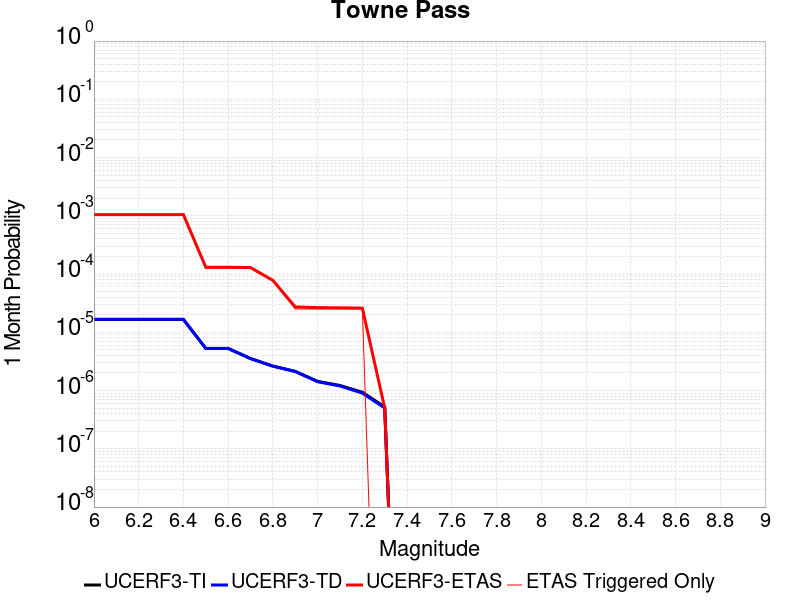 Towne Pass
10^0
10^-1
10^-2
10^-3
10^-4
10^-5
10^-6
10^-7
10^-8
1 Month Probability
6 6.2 6.4 6.6 6.8 7 7.2 7.4 7.6 7.8 8 8.2 8.4 8.6 8.8 9
Magnitude
UCERF3-TI UCERF3-TD UCERF3-ETAS ETAS Triggered Only